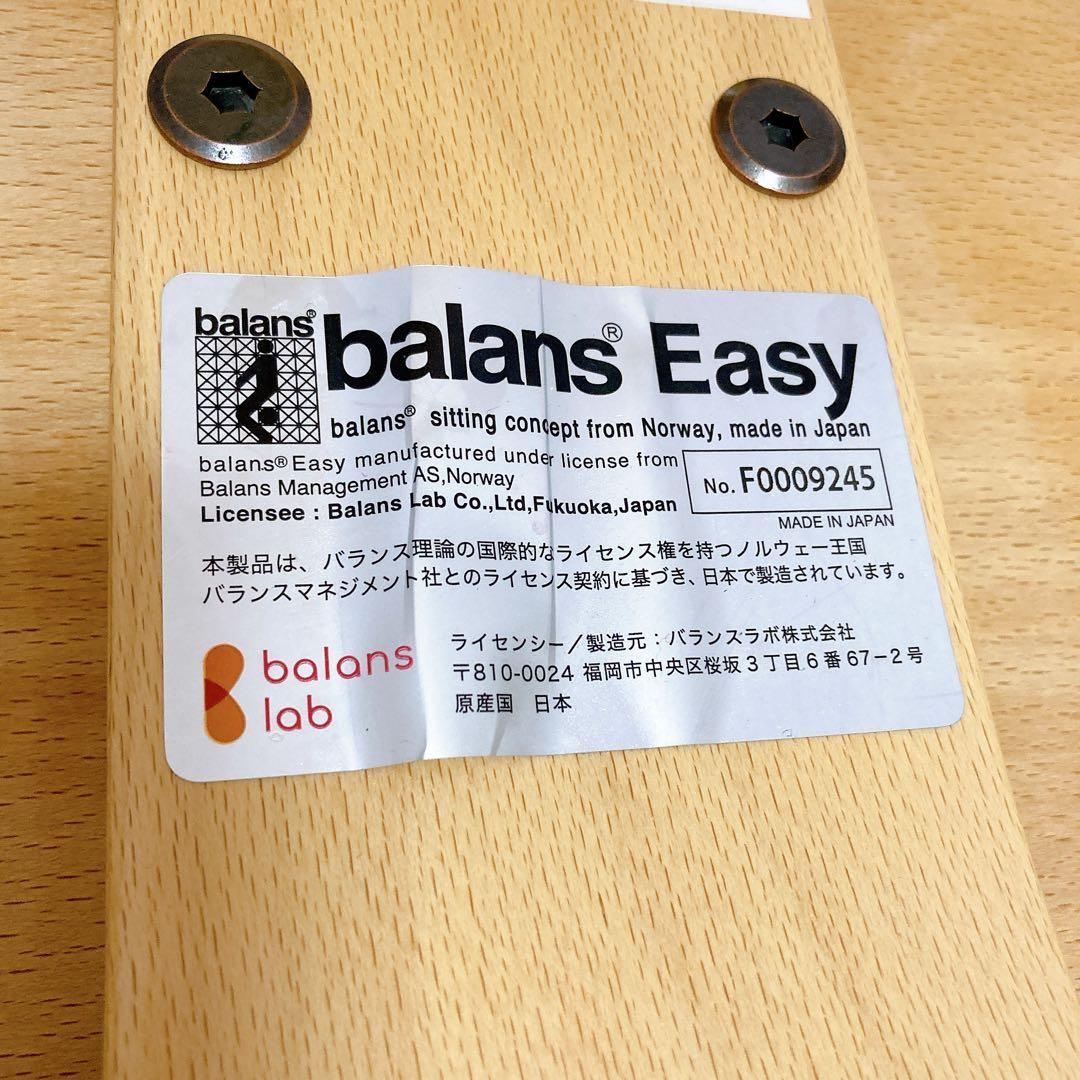 balans®
balans® Easy
balans® sitting concept from Norway, made in Japan
balans® Easy manufactured under license from
Balans Management AS,Norway
Licensee : Balans Lab Co.,Ltd,Fukuoka,Japan
No. F0009245
MADE IN JAPAN
本製品は、バランス理論の国際的なライセンス権を持つノルウェー王国
バランスマネジメント社とのライセンス契約に基づき、日本で製造されています。
balans
lab
ライセンシー/製造元:バランスラボ株式会社
〒810-0024 福岡市中央区桜坂3丁目6番67-2号
原産国 日本